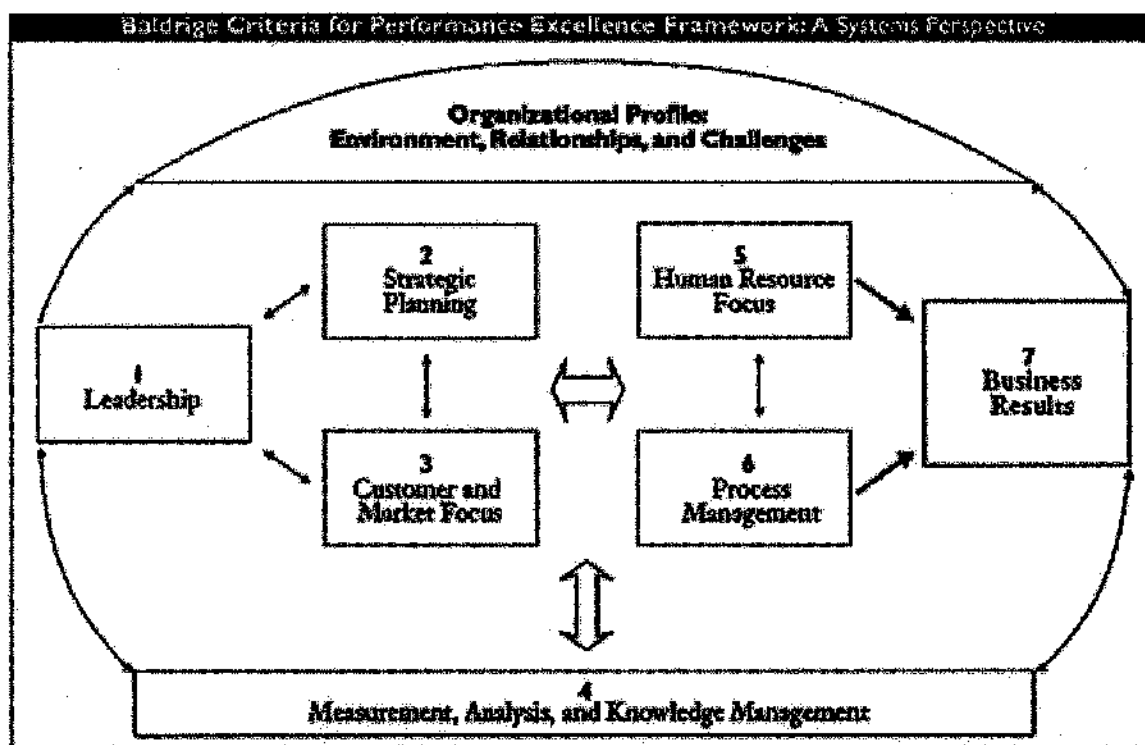 Baldrige Criteria for Performance Excellence Framework: A Systems Perspective
Organizational Profile:
Environment, Relationships, and Challenges
2
Strategic
Planning
5
Human Resource
Focus
1
Leadership
7
Business
Results
3
Customer and
Market Focus
6
Process
Management
4
Measurement, Analysis, and Knowledge Management